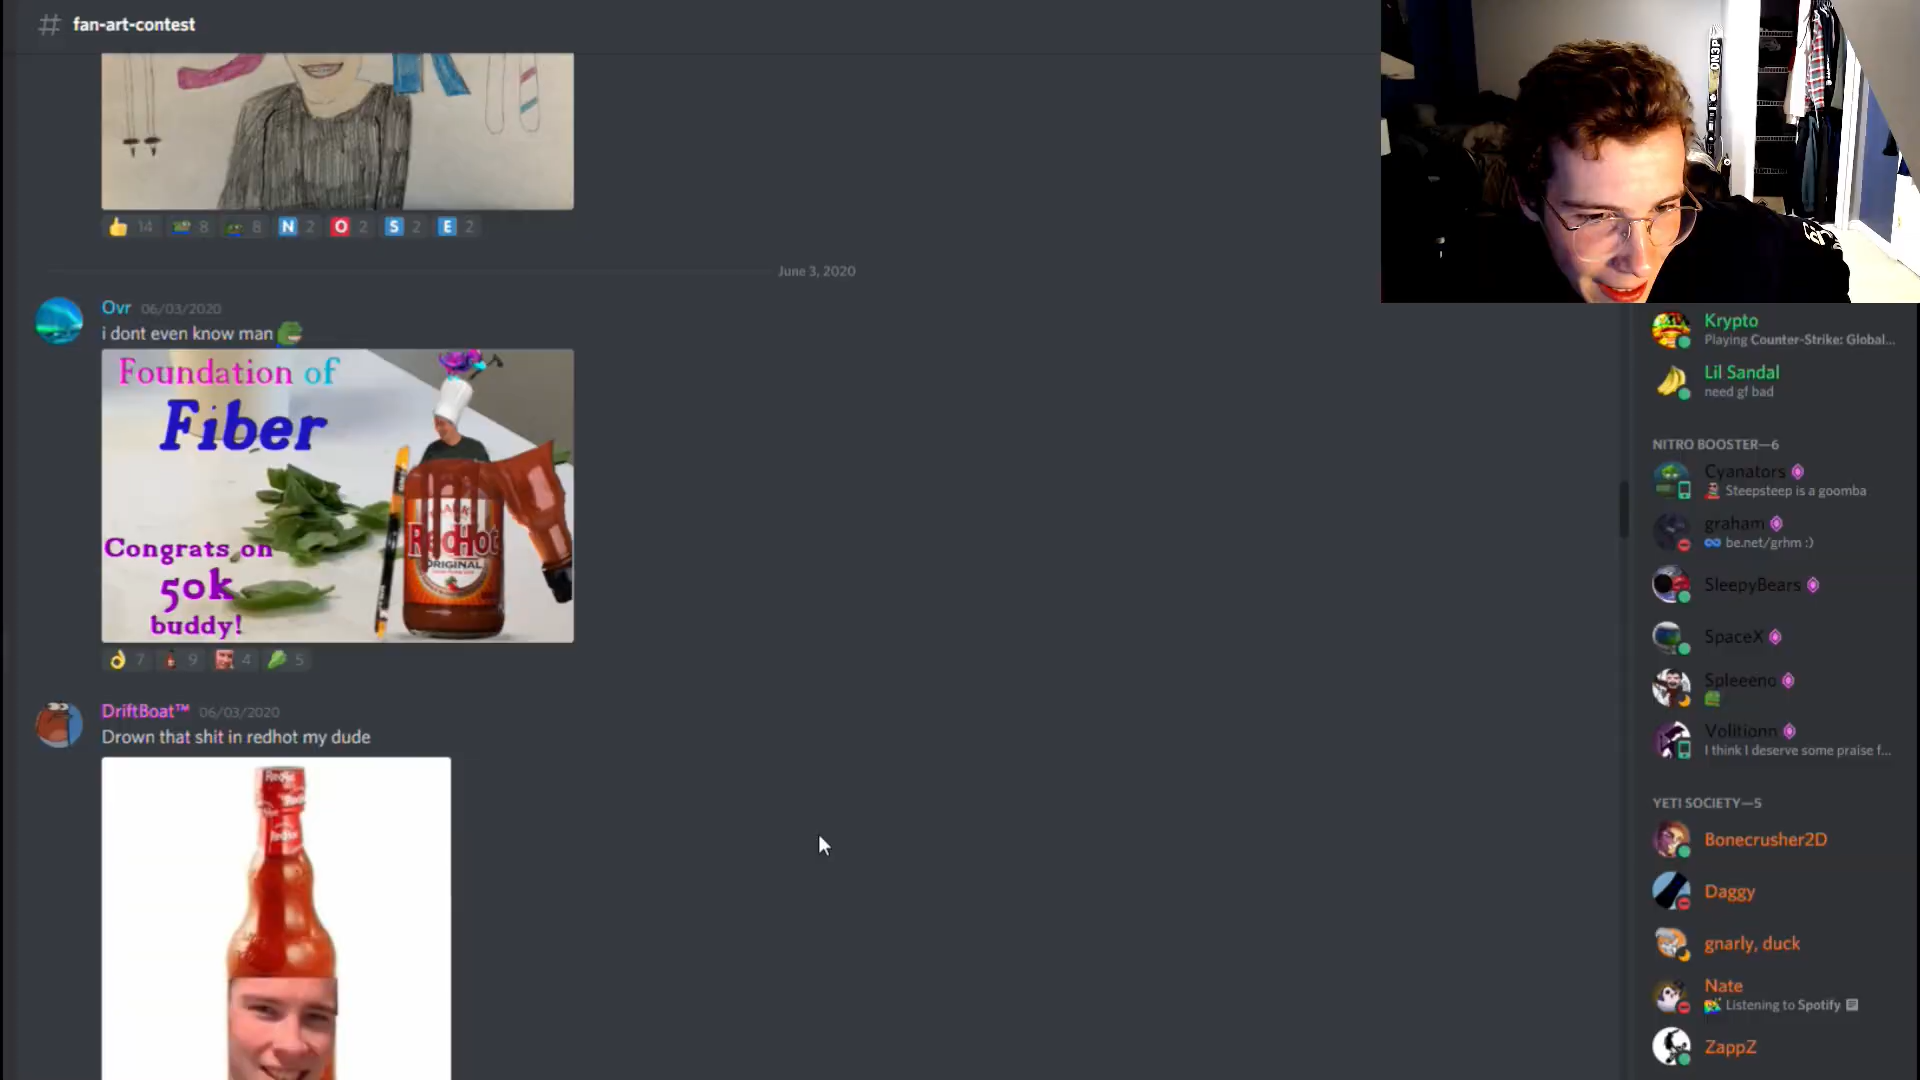 fan-art-contest
ON3P
14
8
8
N 2
O 2
S 2
E 2
June 3, 2020
Ovr 06/03/2020
i dont even know man
Foundation of
Fiber
Congrats on
50k
buddy!
RedHot
ORIGINAL
7
9
4
5
DriftBoat™ 06/03/2020
Drown that shit in redhot my dude
RedHot
Krypto
Playing Counter-Strike: Global...
Lil Sandal
need gf bad
NITRO BOOSTER—6
Cyanators
Steepsteep is a goomba
graham
be.net/grhm :)
SleepyBears
SpaceX
Spleeeno
Volitionn
I think I deserve some praise f...
YETI SOCIETY—5
Bonecrusher2D
Daggy
gnarly, duck
Nate
Listening to Spotify
ZappZ